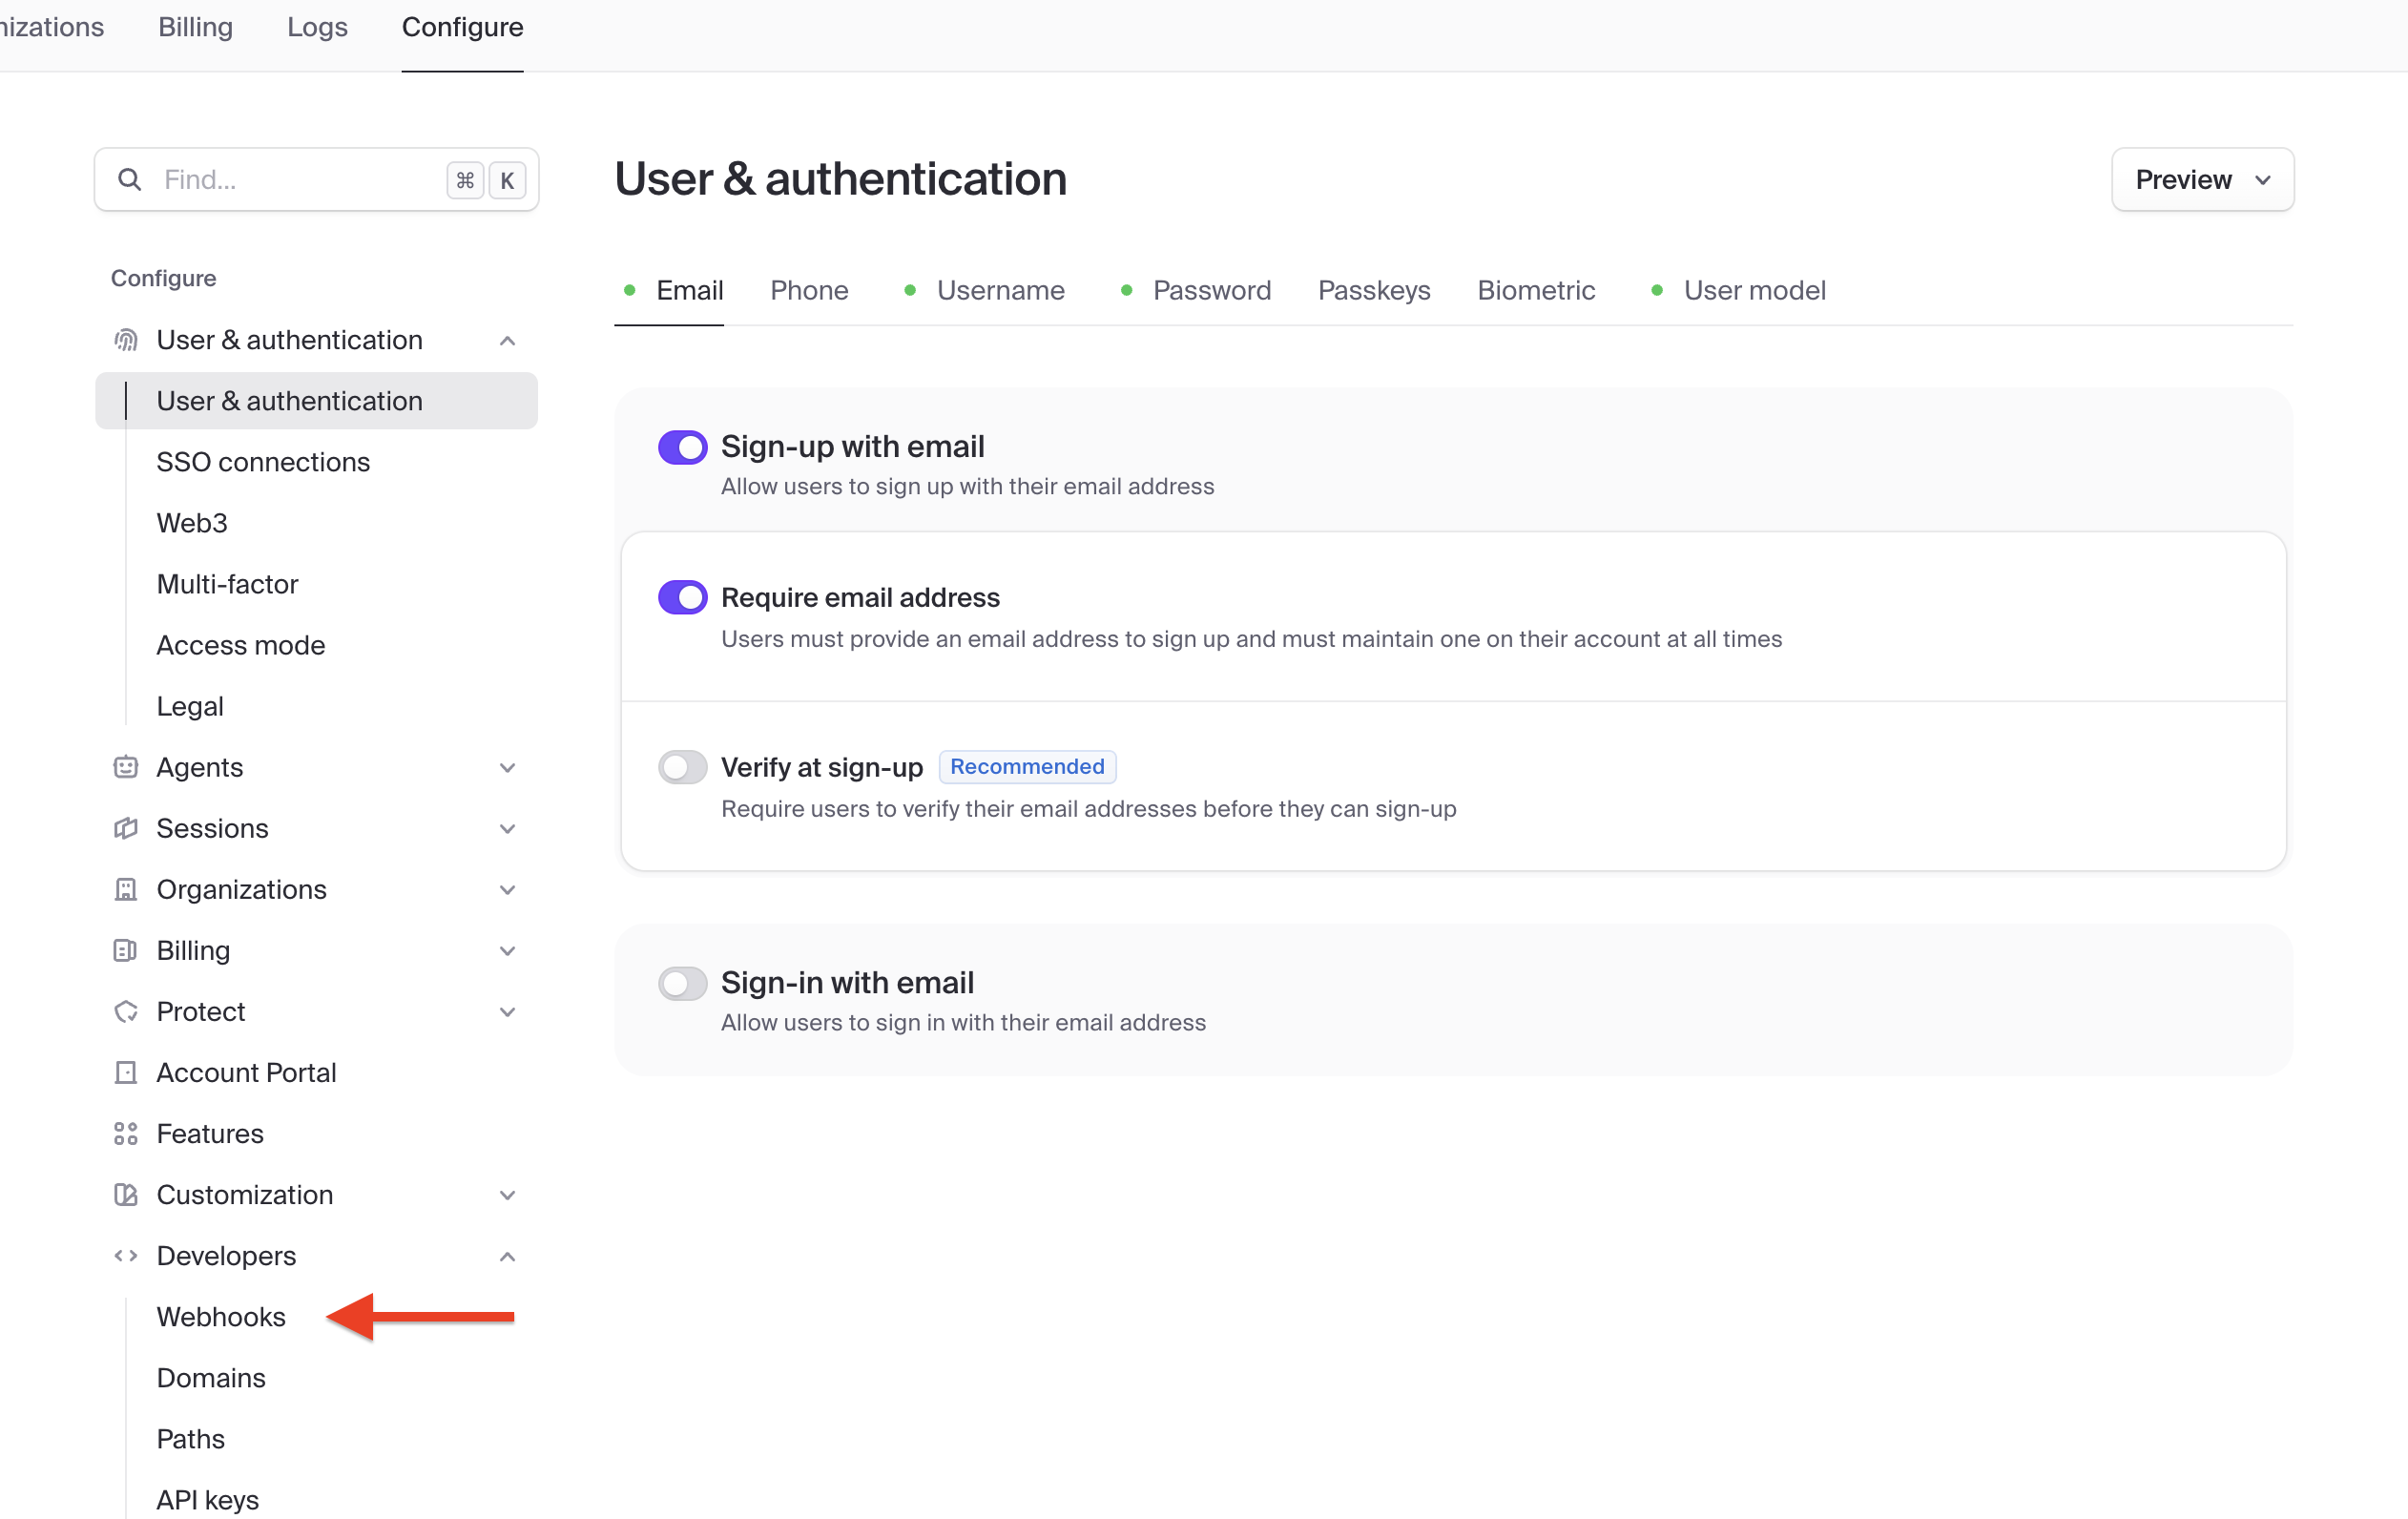 nizations Billing Logs Configure
Find... ⌘ K
User & authentication
Preview
Configure
Email Phone Username Password Passkeys Biometric User model
User & authentication
User & authentication
SSO connections
Web3
Multi-factor
Access mode
Legal
Agents
Sessions
Organizations
Billing
Protect
Account Portal
Features
Customization
Developers
Webhooks
Domains
Paths
API keys
Sign-up with email
Allow users to sign up with their email address
Require email address
Users must provide an email address to sign up and must maintain one on their account at all times
Verify at sign-up Recommended
Require users to verify their email addresses before they can sign-up
Sign-in with email
Allow users to sign in with their email address